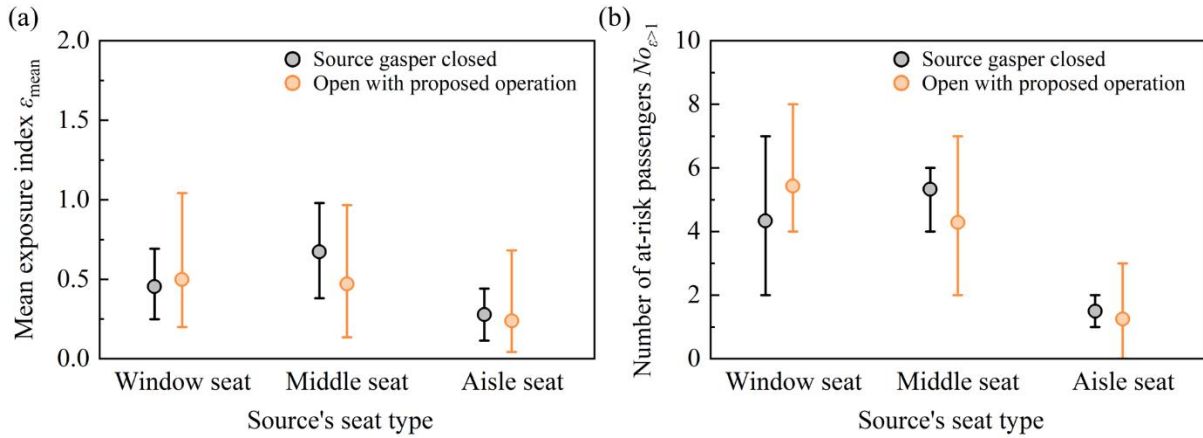 (a)
Mean exposure index ε_mean
2.0
1.5
1.0
0.5
0.0
Source gasper closed
Open with proposed operation
Window seat
Middle seat
Aisle seat
Source's seat type
(b)
Number of at-risk passengers No_ε>1
10
8
6
4
2
0
Source gasper closed
Open with proposed operation
Window seat
Middle seat
Aisle seat
Source's seat type